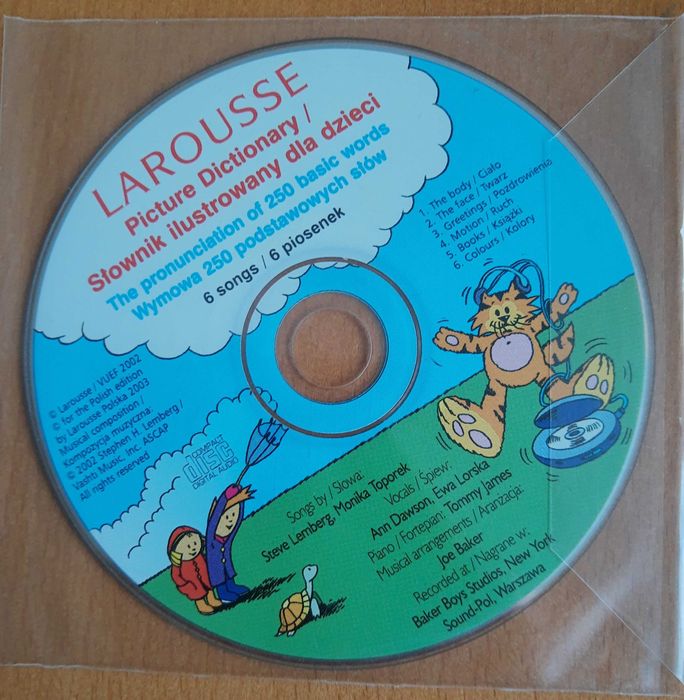 LAROUSSE
Picture Dictionary /
Słownik ilustrowany dla dzieci
The pronunciation of 250 basic words
Wymowa 250 podstawowych słów
6 songs / 6 piosenek
1. The body / Ciało
2. The face / Twarz
3. Greetings / Pozdrowienia
4. Motion / Ruch
5. Books / Książki
6. Colours / Kolory
© Larousse / VUEF 2002
© for the Polish edition
by Larousse Polska 2003
Musical composition /
Kompozycja muzyczna:
© 2002 Stephen H. Lemberg /
Vashti Music, Inc ASCAP
All rights reserved
COMPACT
disc
DIGITAL AUDIO
Songs by / Słowa:
Steve Lemberg, Monika Toporek
Vocals / Śpiew:
Ann Dawson, Ewa Lorska
Piano / Fortepian: Tommy James
Musical arrangements / Aranżacja:
Joe Baker
Recorded at / Nagrane w:
Baker Boys Studios, New York
Sound-Pol, Warszawa